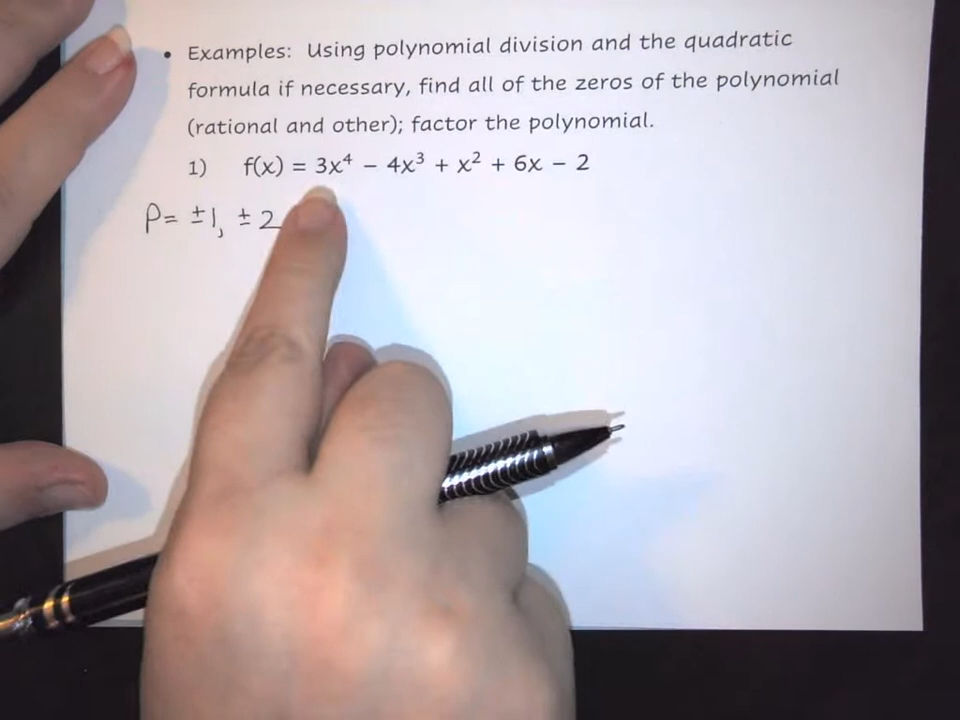 • Examples: Using polynomial division and the quadratic
formula if necessary, find all of the zeros of the polynomial
(rational and other); factor the polynomial.
1) f(x) = 3x⁴ − 4x³ + x² + 6x − 2
P= ±1, ±2